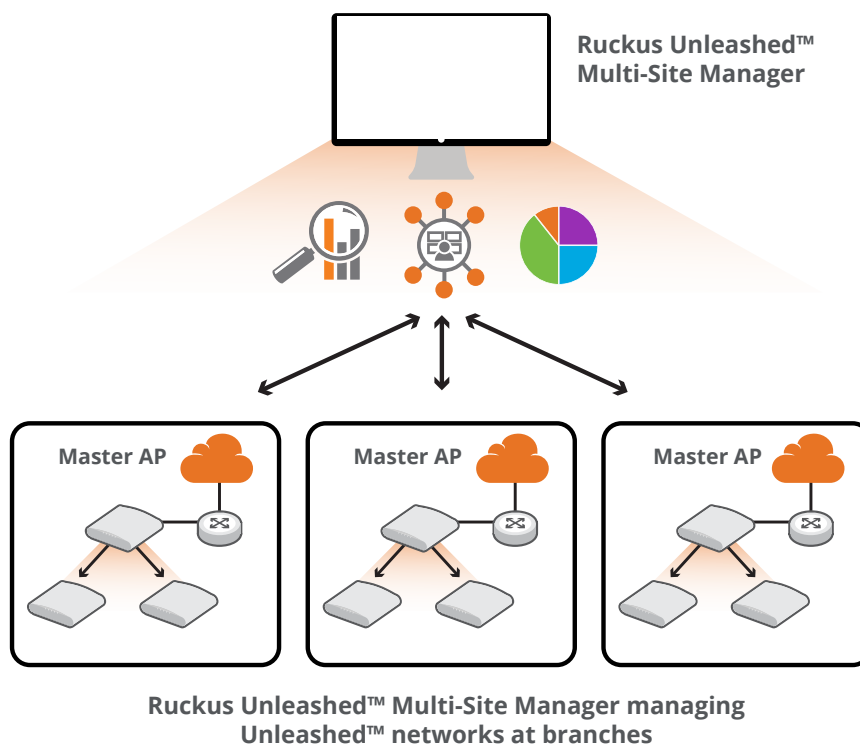 Ruckus Unleashed™
Multi-Site Manager
Master AP
Master AP
Master AP
Ruckus Unleashed™ Multi-Site Manager managing
Unleashed™ networks at branches